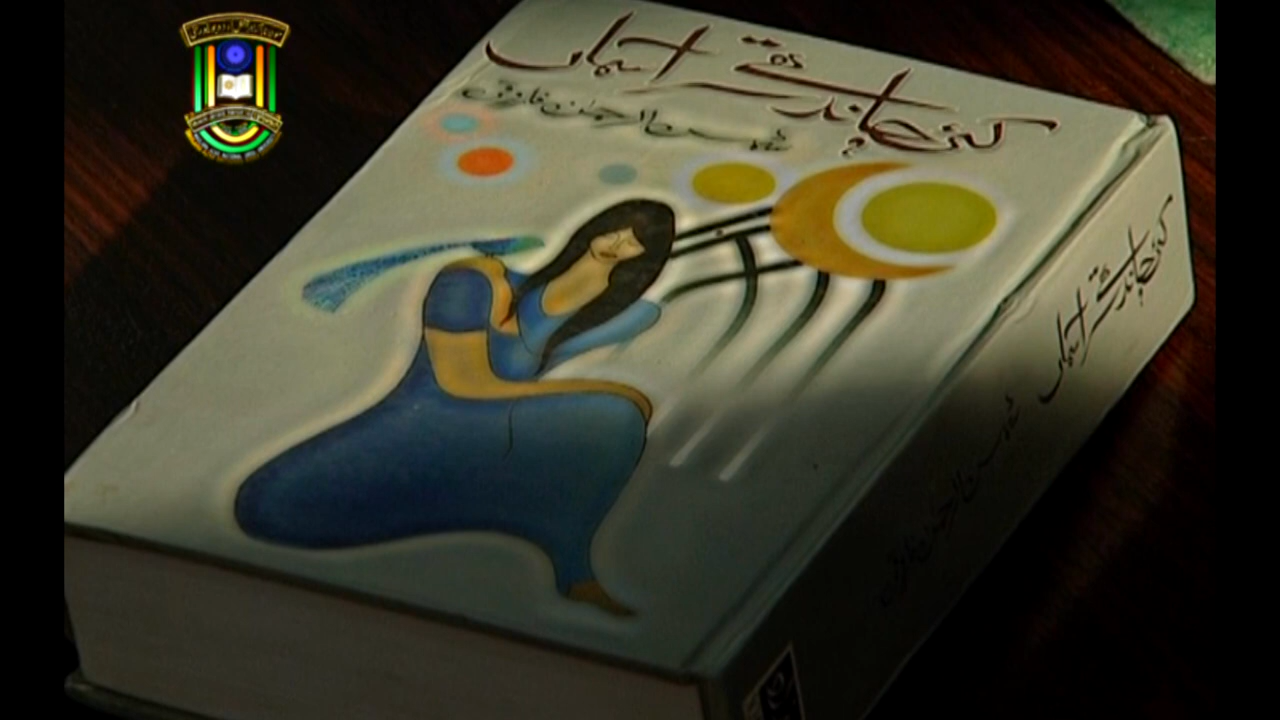 کئی چاند تھے سر آسماں
شمس الرحمٰن فاروقی
کئی چاند تھے سر آسماں
شمس الرحمٰن فاروقی